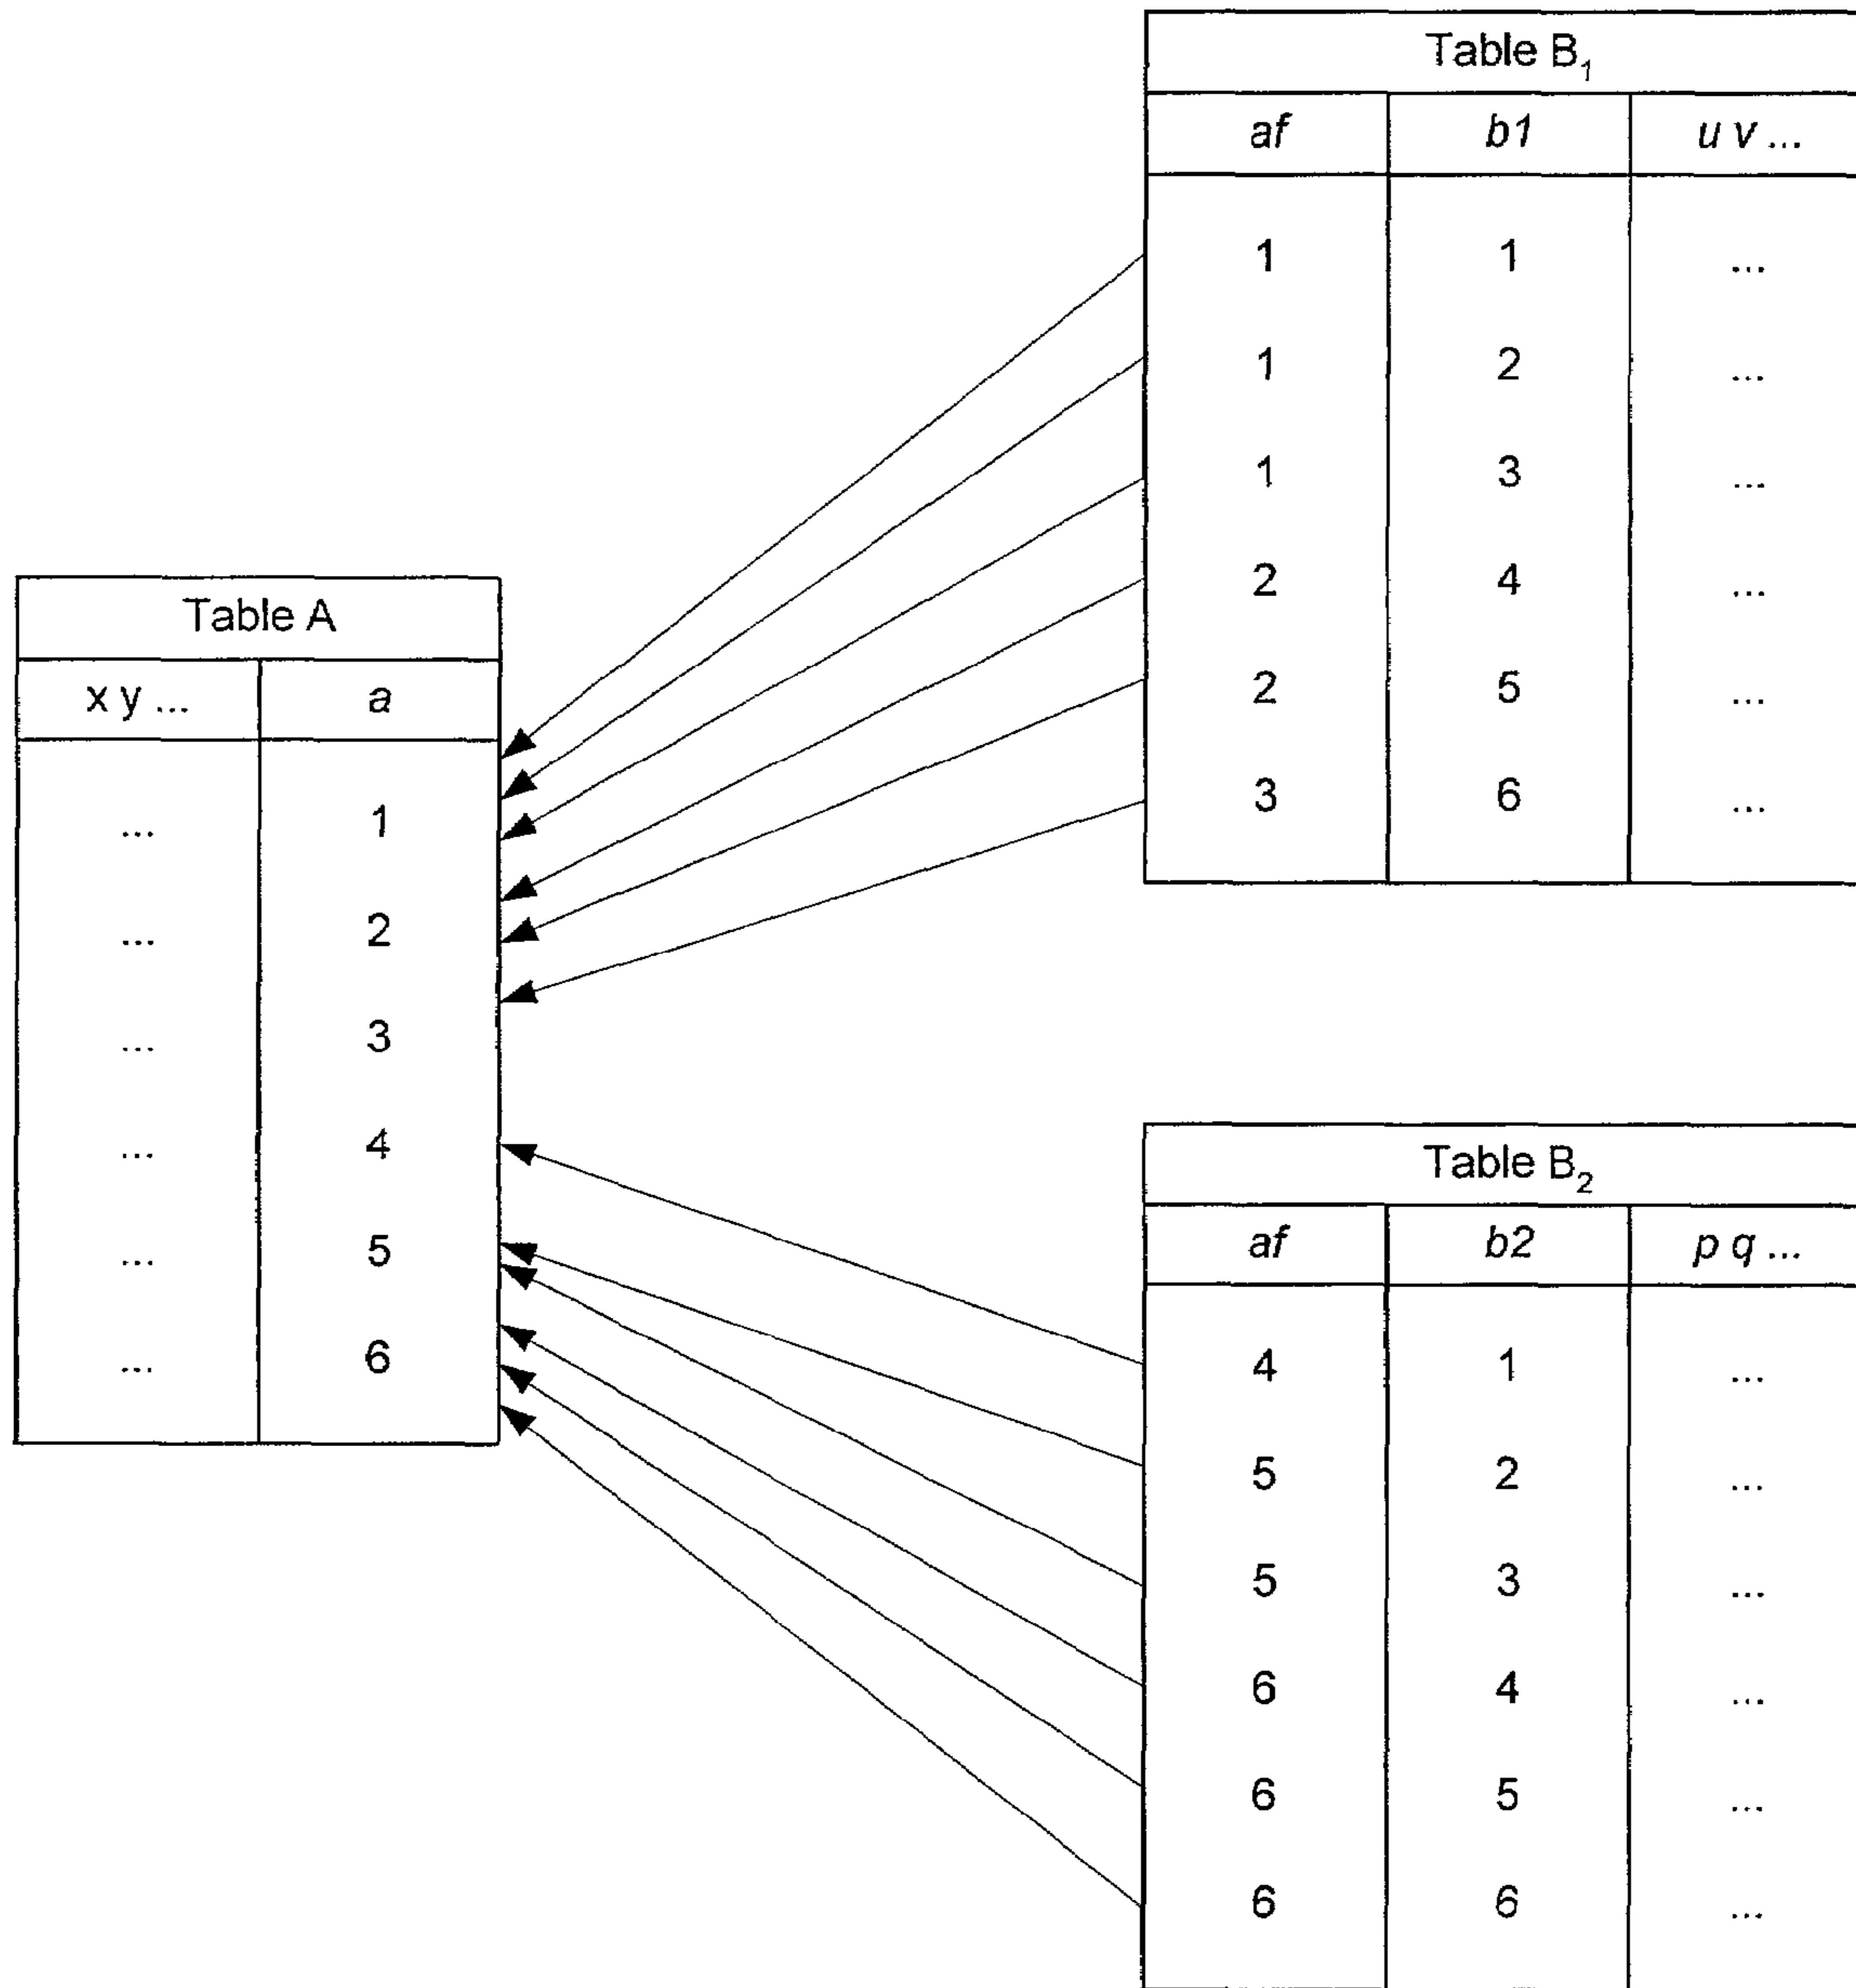 Table B1
af b1 u v ...
1 1 ...
1 2 ...
1 3 ...
2 4 ...
2 5 ...
3 6 ...
Table A
x y ... a
... 1
... 2
... 3
... 4
... 5
... 6
Table B2
af b2 p q ...
4 1 ...
5 2 ...
5 3 ...
6 4 ...
6 5 ...
6 6 ...